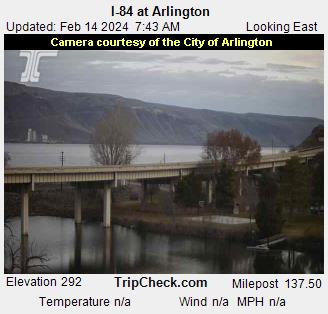 I-84 at Arlington
Updated: Feb 14 2024 7:43 AM Looking East
Camera courtesy of the City of Arlington
Elevation 292 TripCheck.com Milepost 137.50
Temperature n/a Wind n/a MPH n/a